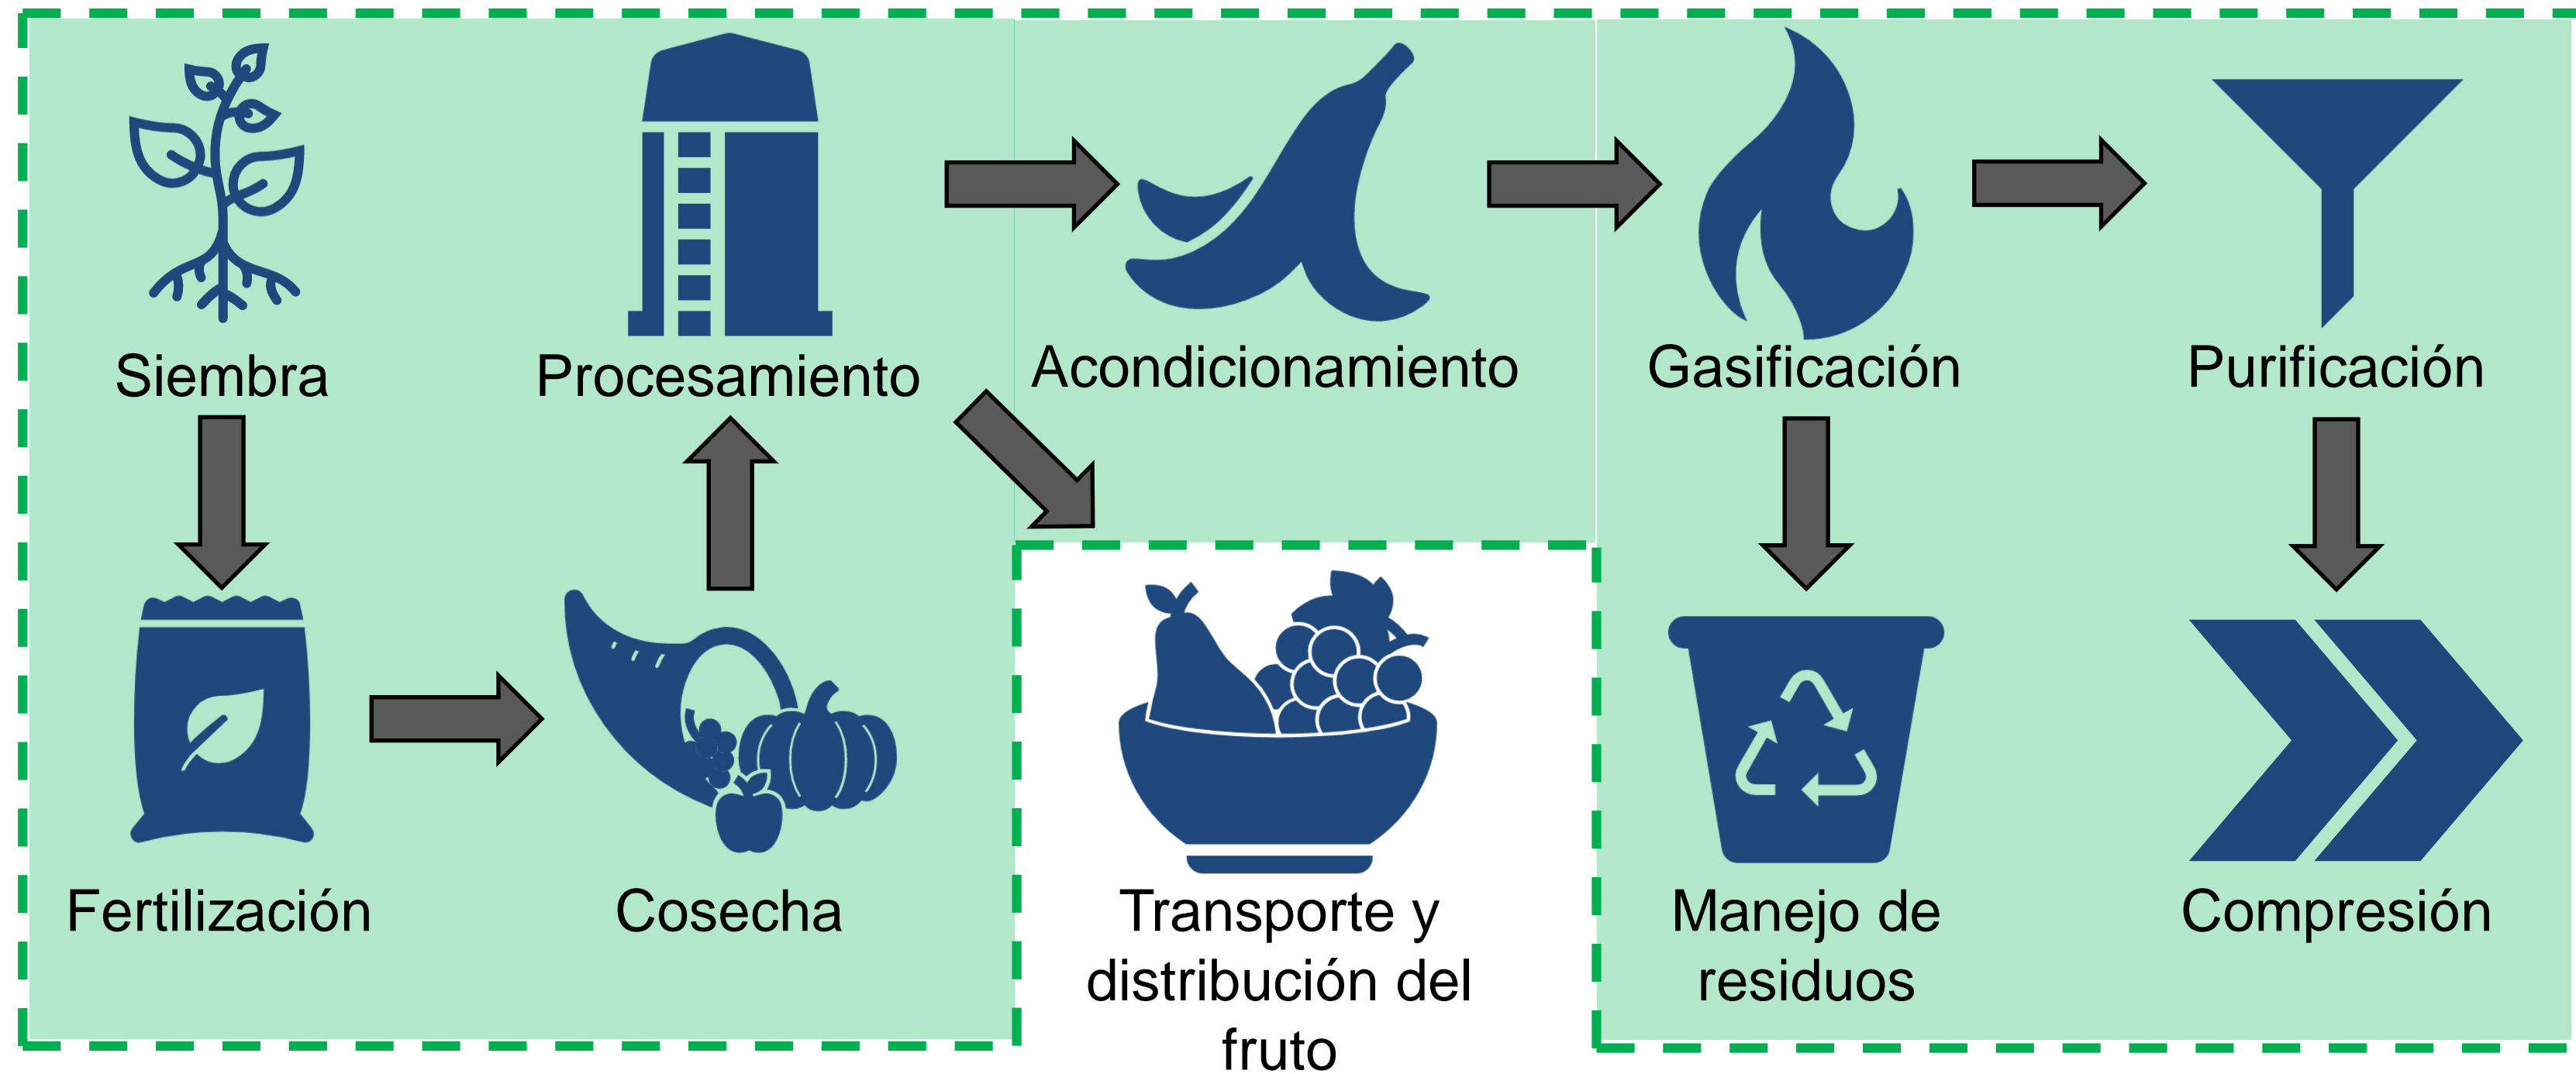 Siembra
Procesamiento
Acondicionamiento
Gasificación
Purificación
Fertilización
Cosecha
Transporte y
distribución del
fruto
Manejo de
residuos
Compresión